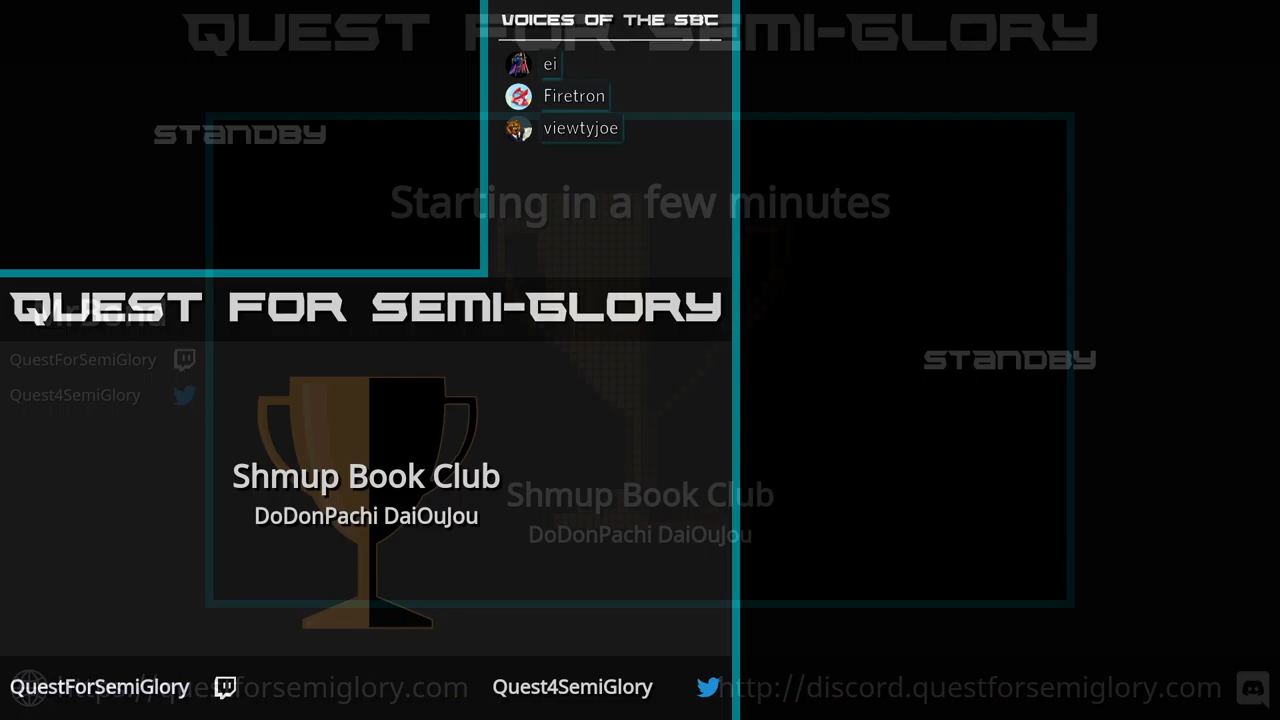 QUEST FOR SEMI-GLORY
VOICES OF THE SBC
ei
Firetron
viewtyjoe
STANDBY
Starting in a few minutes
QUEST FOR SEMI-GLORY
MrBond
QuestForSemiGlory
Quest4SemiGlory
STANDBY
Shmup Book Club
DoDonPachi DaiOuJou
Shmup Book Club
DoDonPachi DaiOuJou
QuestForSemiGlory
https://questforsemiglory.com
Quest4SemiGlory
http://discord.questforsemiglory.com